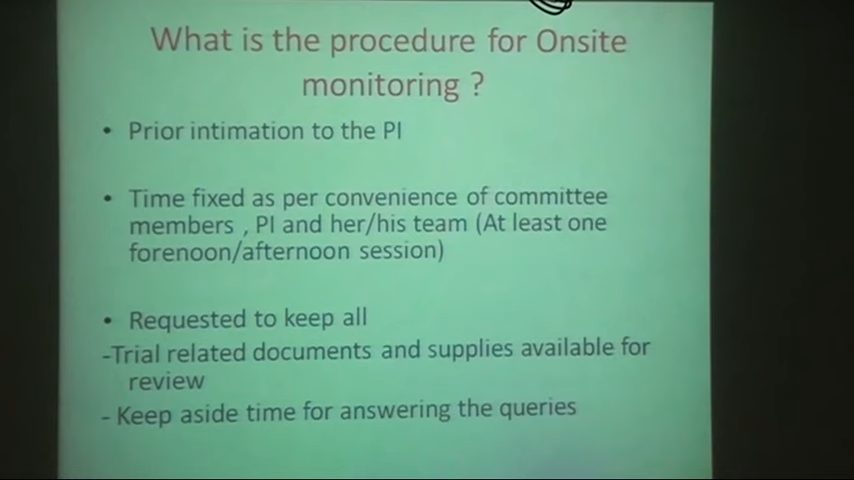 What is the procedure for Onsite
monitoring ?
• Prior intimation to the PI
• Time fixed as per convenience of committee
members , PI and her/his team (At least one
forenoon/afternoon session)
• Requested to keep all
-Trial related documents and supplies available for
review
- Keep aside time for answering the queries